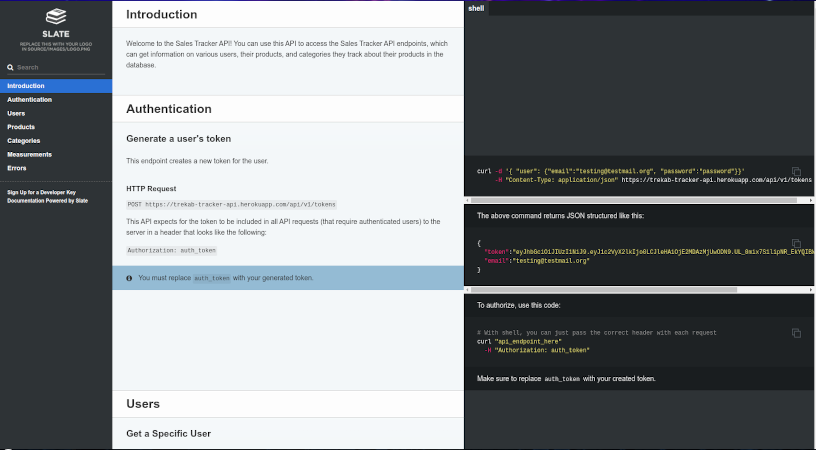 SLATE
REPLACE THIS WITH YOUR LOGO
IN SOURCE/IMAGES/LOGO.PNG
Search
Introduction
Authentication
Users
Products
Categories
Measurements
Errors
Sign Up for a Developer Key
Documentation Powered by Slate
Introduction
Welcome to the Sales Tracker API! You can use this API to access the Sales Tracker API endpoints, which
can get information on various users, their products, and categories they track about their products in the
database.
Authentication
Generate a user's token
This endpoint creates a new token for the user.
HTTP Request
POST https://trekab-tracker-api.herokuapp.com/api/v1/tokens
This API expects for the token to be included in all API requests (that require authenticated users) to the
server in a header that looks like the following:
Authorization: auth_token
You must replace auth_token with your generated token.
Users
Get a Specific User
shell
curl -d '{ "user": {"email":"testing@testmail.org", "password":"password"}}'
-H "Content-Type: application/json" https://trekab-tracker-api.herokuapp.com/api/v1/tokens
The above command returns JSON structured like this:
{
"token":
"email":"testing@testmail.org"
}
To authorize, use this code:
# With shell, you can just pass the correct header with each request
curl "api_endpoint_here"
-H "Authorization: auth_token"
Make sure to replace auth_token with your created token.